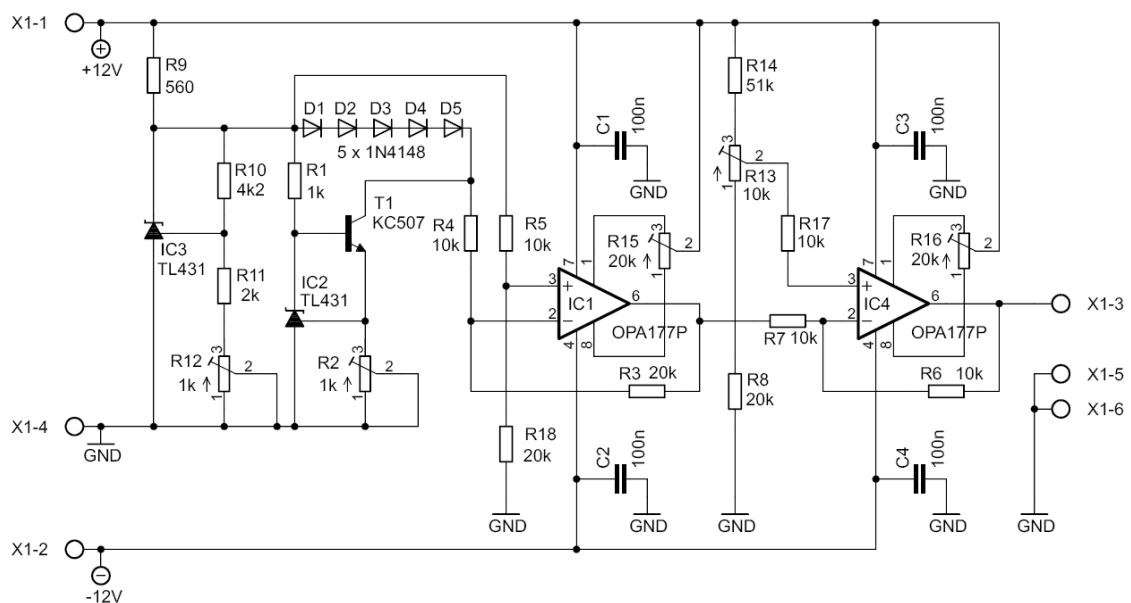 X1-1
+12V
R9
560
D1 D2 D3 D4 D5
5 x 1N4148
R10
4k2
R1
1k
T1
KC507
R4
10k
R5
10k
C1
100n
GND
R14
51k
3
2
1
R13
10k
R17
10k
C3
100n
GND
IC3
TL431
R11
2k
IC2
TL431
R12
1k
3
2
1
R2
1k
3
2
1
R15
20k
3
2
1
7
1
3
+
IC1
6
2
–
4
8
OPA177P
R16
20k
3
2
1
7
1
3
+
IC4
6
2
–
4
8
OPA177P
X1-3
R7
10k
R3
20k
R8
20k
R6
10k
X1-5
X1-6
X1-4
GND
R18
20k
C2
100n
C4
100n
GND
GND
GND
GND
GND
X1-2
-12V